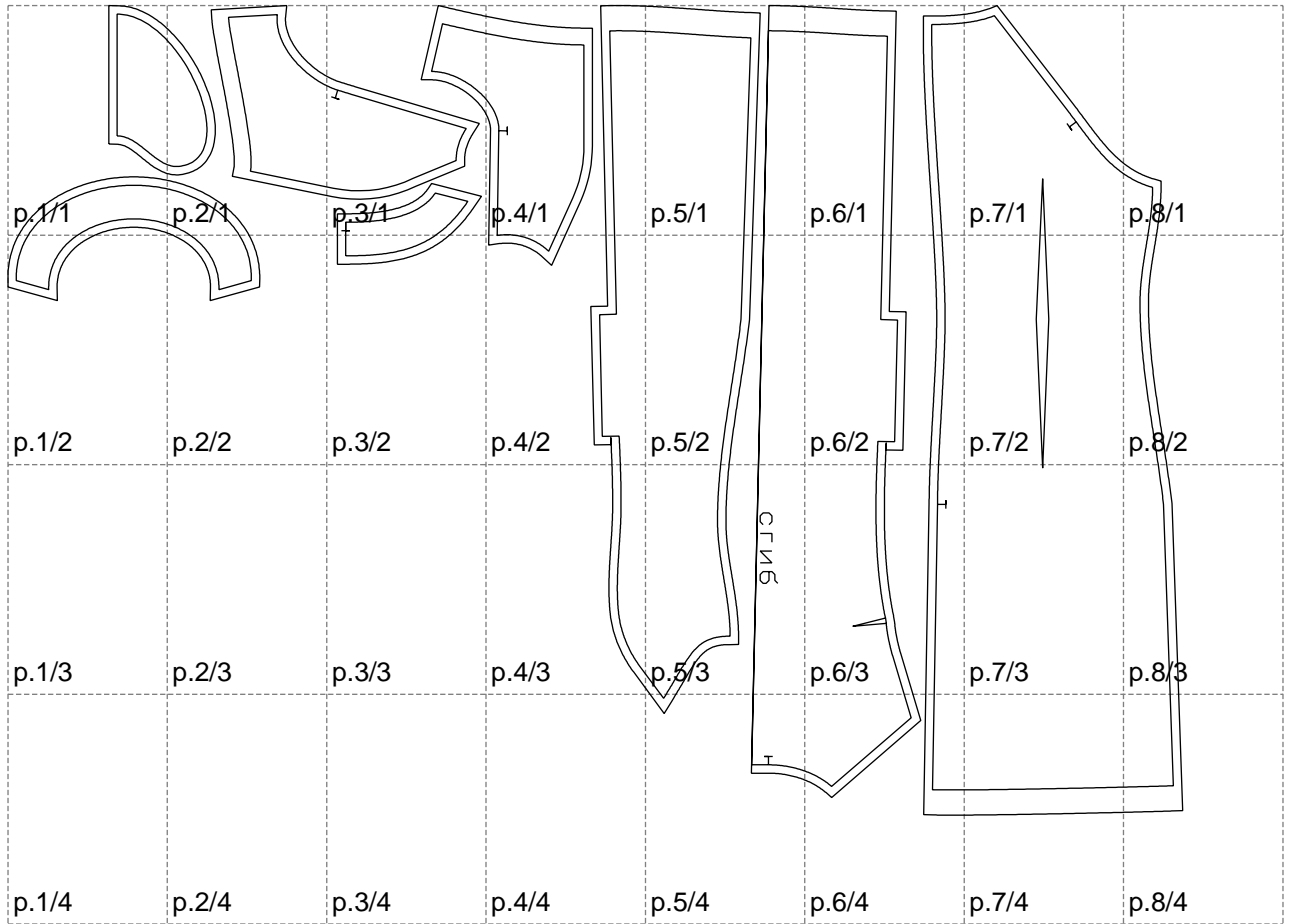 p.1/1 p.2/1 p.3/1 p.4/1 p.5/1 p.6/1 p.7/1 p.8/1
p.1/2 p.2/2 p.3/2 p.4/2 p.5/2 p.6/2 p.7/2 p.8/2
сгиб
p.1/3 p.2/3 p.3/3 p.4/3 p.5/3 p.6/3 p.7/3 p.8/3
p.1/4 p.2/4 p.3/4 p.4/4 p.5/4 p.6/4 p.7/4 p.8/4